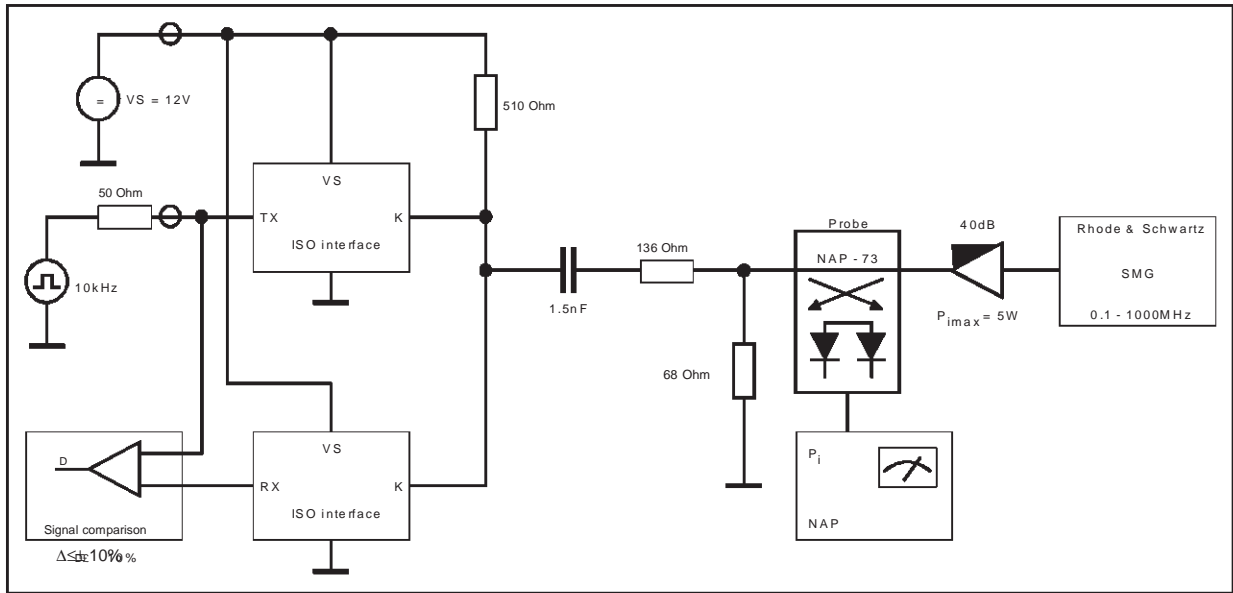 VS = 12V
510 Ohm
50 Ohm
VS
TX
K
ISO interface
10kHz
1.5nF
136 Ohm
68 Ohm
Probe
NAP - 73
40dB
Pimax = 5W
Rhode & Schwartz
SMG
0.1 - 1000MHz
D
VS
RX
K
ISO interface
Pi
NAP
Signal comparison
10%